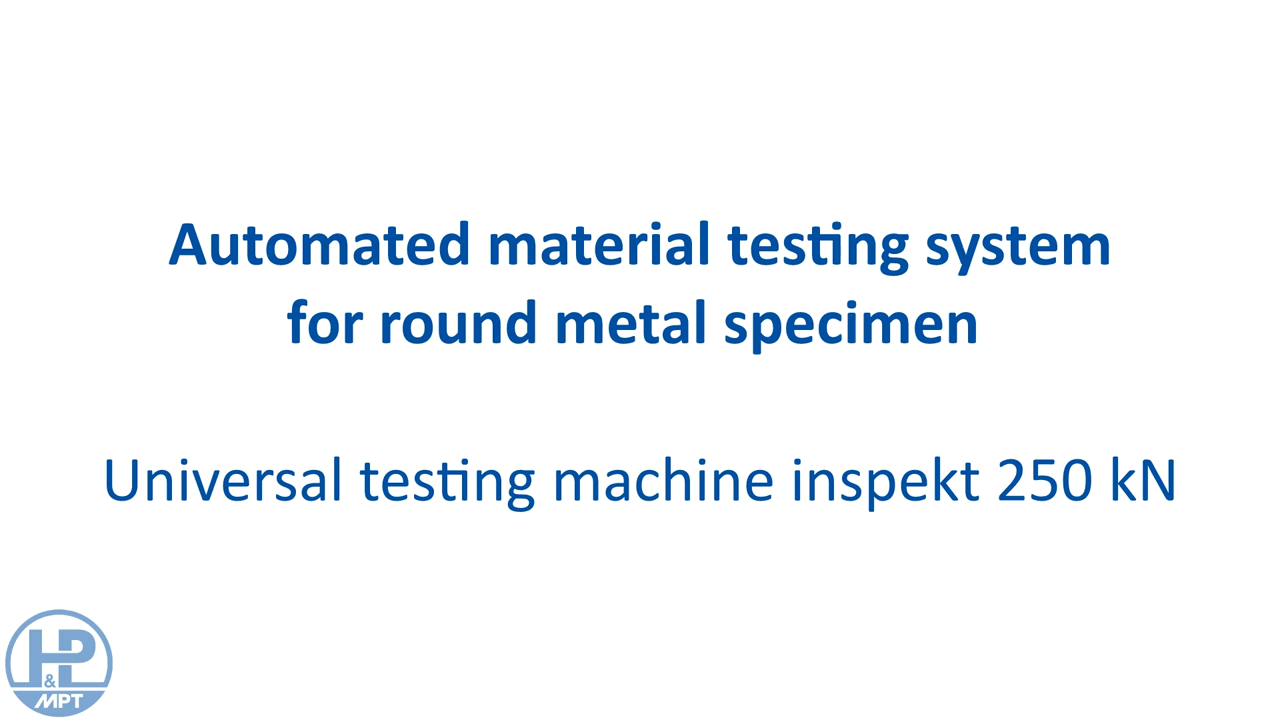 Automated material testing system
for round metal specimen
Universal testing machine inspekt 250 kN
H&P
MPT